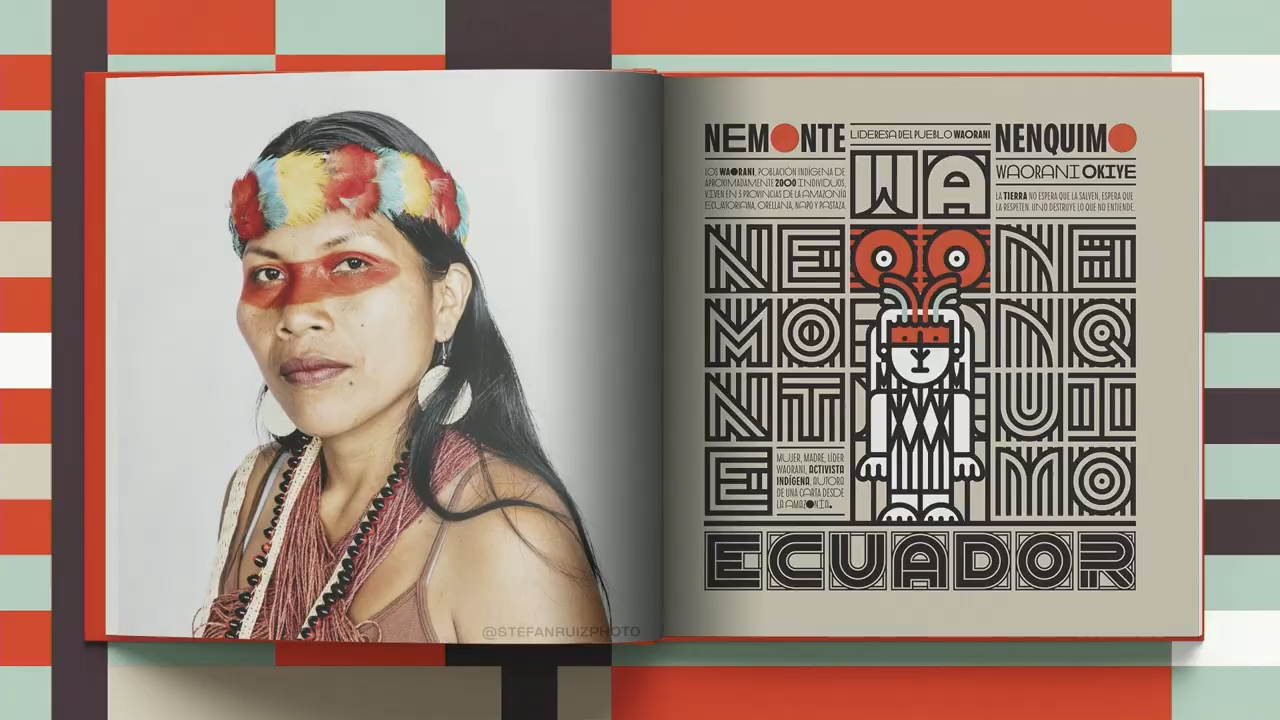 @STEFANRUIZPHOTO
NEMONTE
LIDERESA DEL PUEBLO WAORANI
NENQUIMO
LOS WAORANI, POBLACIÓN INDÍGENA DE
APROXIMADAMENTE 2000 INDIVIDUOS,
VIVEN EN 3 PROVINCIAS DE LA AMAZONÍA
ECUATORIANA, ORELLANA, NAPO Y PASTAZA.
WA
WAORANI OKIYE
LA TIERRA NO ESPERA QUE LA SALVEN, ESPERA QUE
LA RESPETEN. UNO DESTRUYE LO QUE NO ENTIENDE.
NE
MO
NT
E
MUJER, MADRE, LÍDER
WAORANI, ACTIVISTA
INDÍGENA, AUTORA
DE UNA CARTA DESDE
LA AMAZONÍA.
NE
NQ
UI
MO
ECUADOR